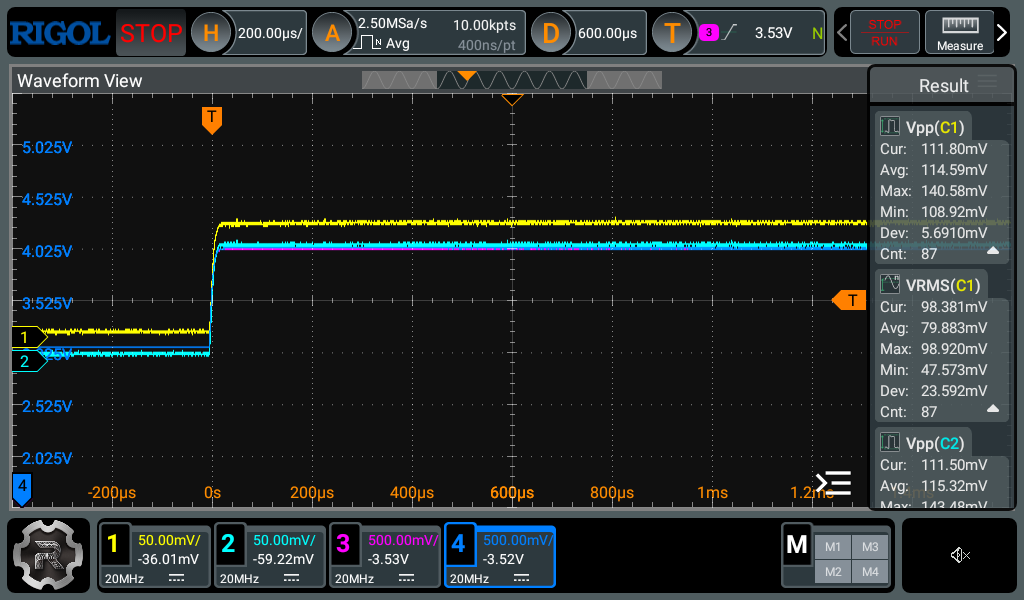 RIGOL STOP H 200.00µs/ A 2.50MSa/s 10.00kpts D 600.00µs T 3 3.53V N STOP Measure
N Avg 400ns/pt RUN
Waveform View
T
5.025V
4.525V
4.025V
3.525V
T
1
2
2.525V
2.025V
4
-200µs 0s 200µs 400µs 600µs 800µs 1ms 1.2ms
Result
Vpp(C1)
Cur: 111.80mV
Avg: 114.59mV
Max: 140.58mV
Min: 108.92mV
Dev: 5.6910mV
Cnt: 87
VRMS(C1)
Cur: 98.381mV
Avg: 79.883mV
Max: 98.920mV
Min: 47.573mV
Dev: 23.592mV
Cnt: 87
Vpp(C2)
Cur: 111.50mV
Avg: 115.32mV
Max: 143.48mV
1 50.00mV/
-36.01mV
20MHz
2 50.00mV/
-59.22mV
20MHz
3 500.00mV/
-3.53V
20MHz
4 500.00mV/
-3.52V
20MHz
M M1 M3
M2 M4
R